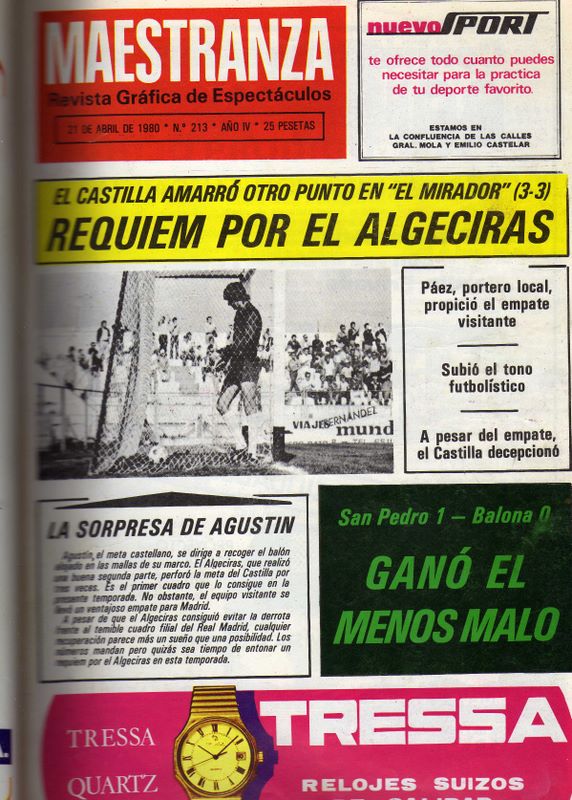 MAESTRANZA
Revista Gráfica de Espectáculos
21 DE ABRIL DE 1980 * N.º 213 * AÑO IV * 25 PESETAS
nuevo SPORT
te ofrece todo cuanto puedes
necesitar para la practica
de tu deporte favorito.
ESTAMOS EN
LA CONFLUENCIA DE LAS CALLES
GRAL. MOLA Y EMILIO CASTELAR
EL CASTILLA AMARRÓ OTRO PUNTO EN "EL MIRADOR" (3-3)
REQUIEM POR EL ALGECIRAS
VIAJES FERNÁNDEZ
mund
Páez, portero local,
propició el empate
visitante
Subió el tono
futbolístico
A pesar del empate,
el Castilla decepcionó
LA SORPRESA DE AGUSTIN
Agustín, el meta castellano, se dirige a recoger el balón
alojado en las mallas de su marco. El Algeciras, que realizó
una buena segunda parte, perforó la meta del Castilla por
tres veces. Es el primer cuadro que lo consigue en la
presente temporada. No obstante, el equipo visitante se
llevó un ventajoso empate para Madrid.
A pesar de que el Algeciras consiguió evitar la derrota
frente al temible cuadro filial del Real Madrid, cualquier
recuperación parece más un sueño que una posibilidad. Los
números mandan pero quizás sea tiempo de entonar un
requiem por el Algeciras en esta temporada.
San Pedro 1 — Balona 0
GANÓ EL
MENOS MALO
TRESSA
QUARTZ
TRESSA
RELOJES SUIZOS
A.